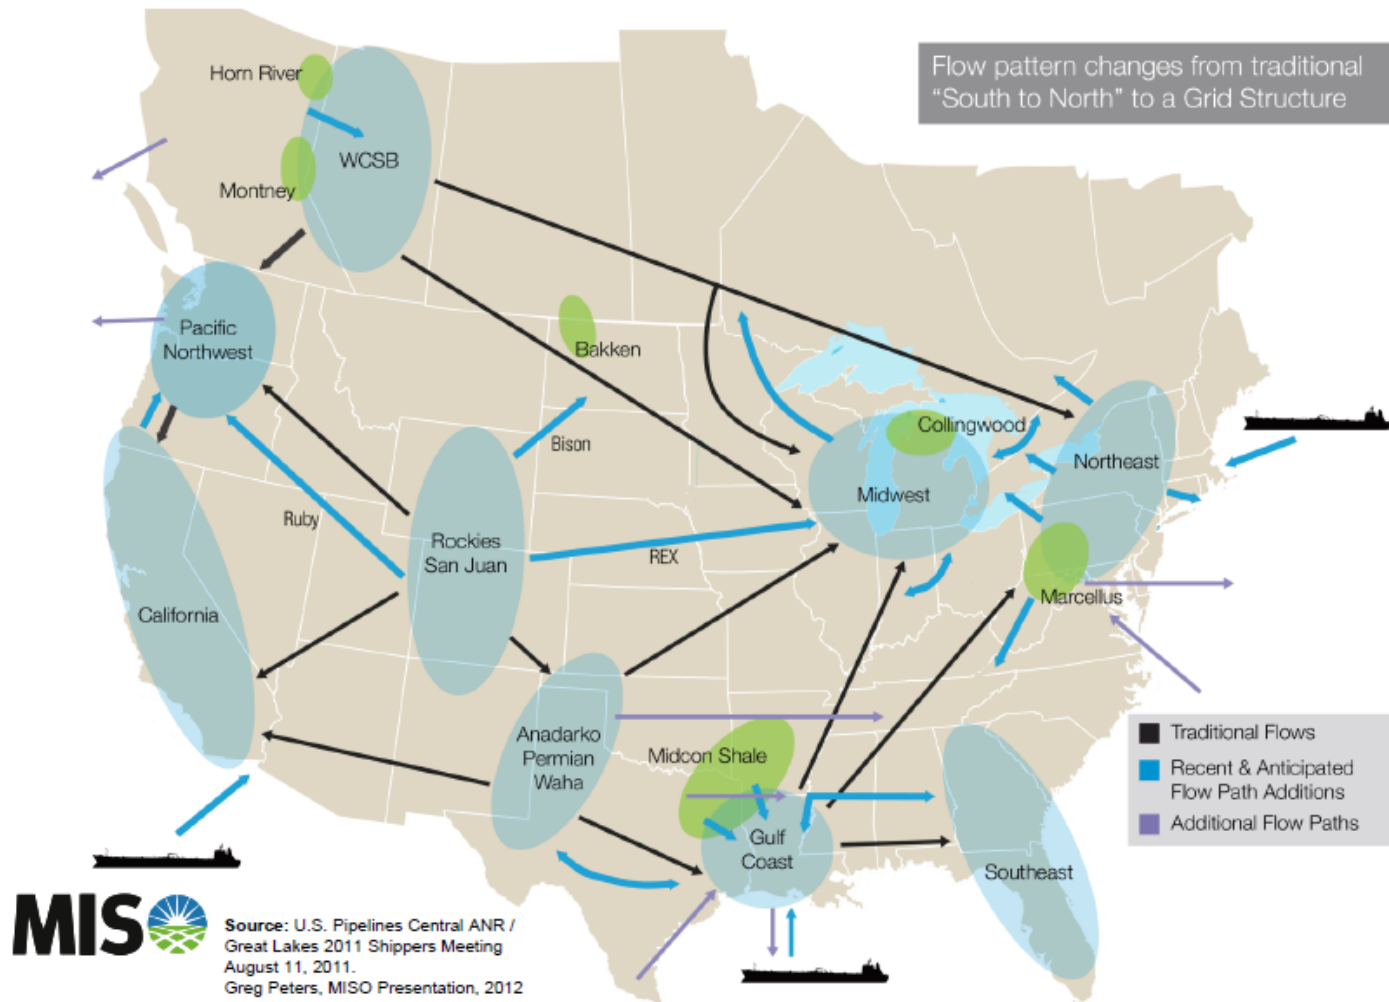 Flow pattern changes from traditional
“South to North” to a Grid Structure
Horn River
WCSB
Montney
Pacific
Northwest
Bakken
Collingwood
Northeast
Bison
Midwest
Ruby
Rockies
San Juan
REX
California
Marcellus
Anadarko
Permian
Waha
Midcon Shale
Gulf
Coast
Southeast
Traditional Flows
Recent & Anticipated
Flow Path Additions
Additional Flow Paths
MISO
Source: U.S. Pipelines Central ANR /
Great Lakes 2011 Shippers Meeting
August 11, 2011.
Greg Peters, MISO Presentation, 2012